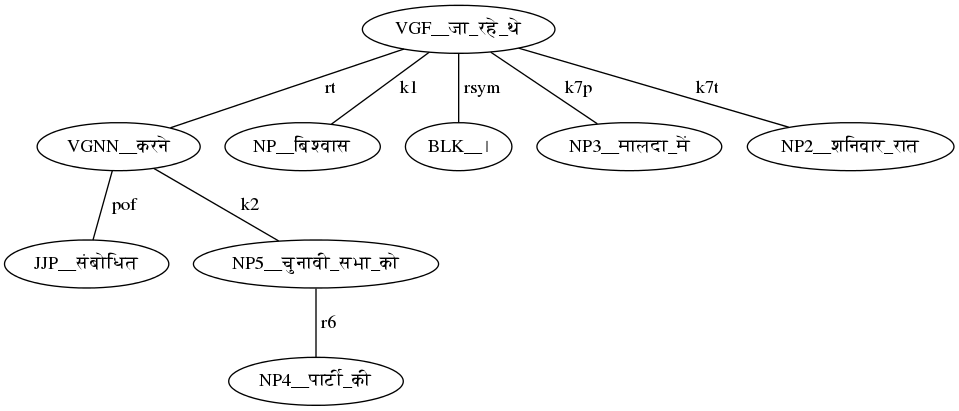 VGF__जा_रहे_थे
rt k1 rsym k7p k7t
VGNN__करने NP__बिश्वास BLK__। NP3__मालदा_में NP2__शनिवार_रात
pof k2
JJP__संबोधित NP5__चुनावी_सभा_को
r6
NP4__पार्टी_की